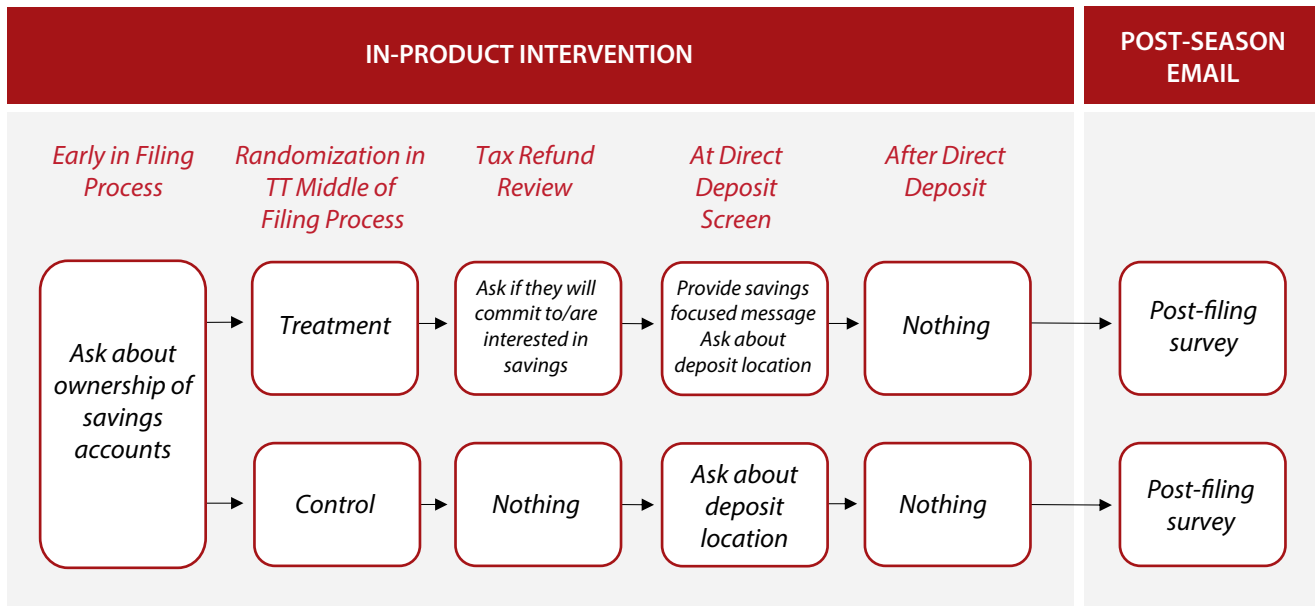 IN-PRODUCT INTERVENTION
POST-SEASON
EMAIL
Early in Filing
Process
Randomization in
TT Middle of
Filing Process
Tax Refund
Review
At Direct
Deposit
Screen
After Direct
Deposit
Ask about
ownership of
savings
accounts
Treatment
Ask if they will
commit to/are
interested in
savings
Provide savings
focused message
Ask about
deposit location
Nothing
Post-filing
survey
Control
Nothing
Ask about
deposit
location
Nothing
Post-filing
survey